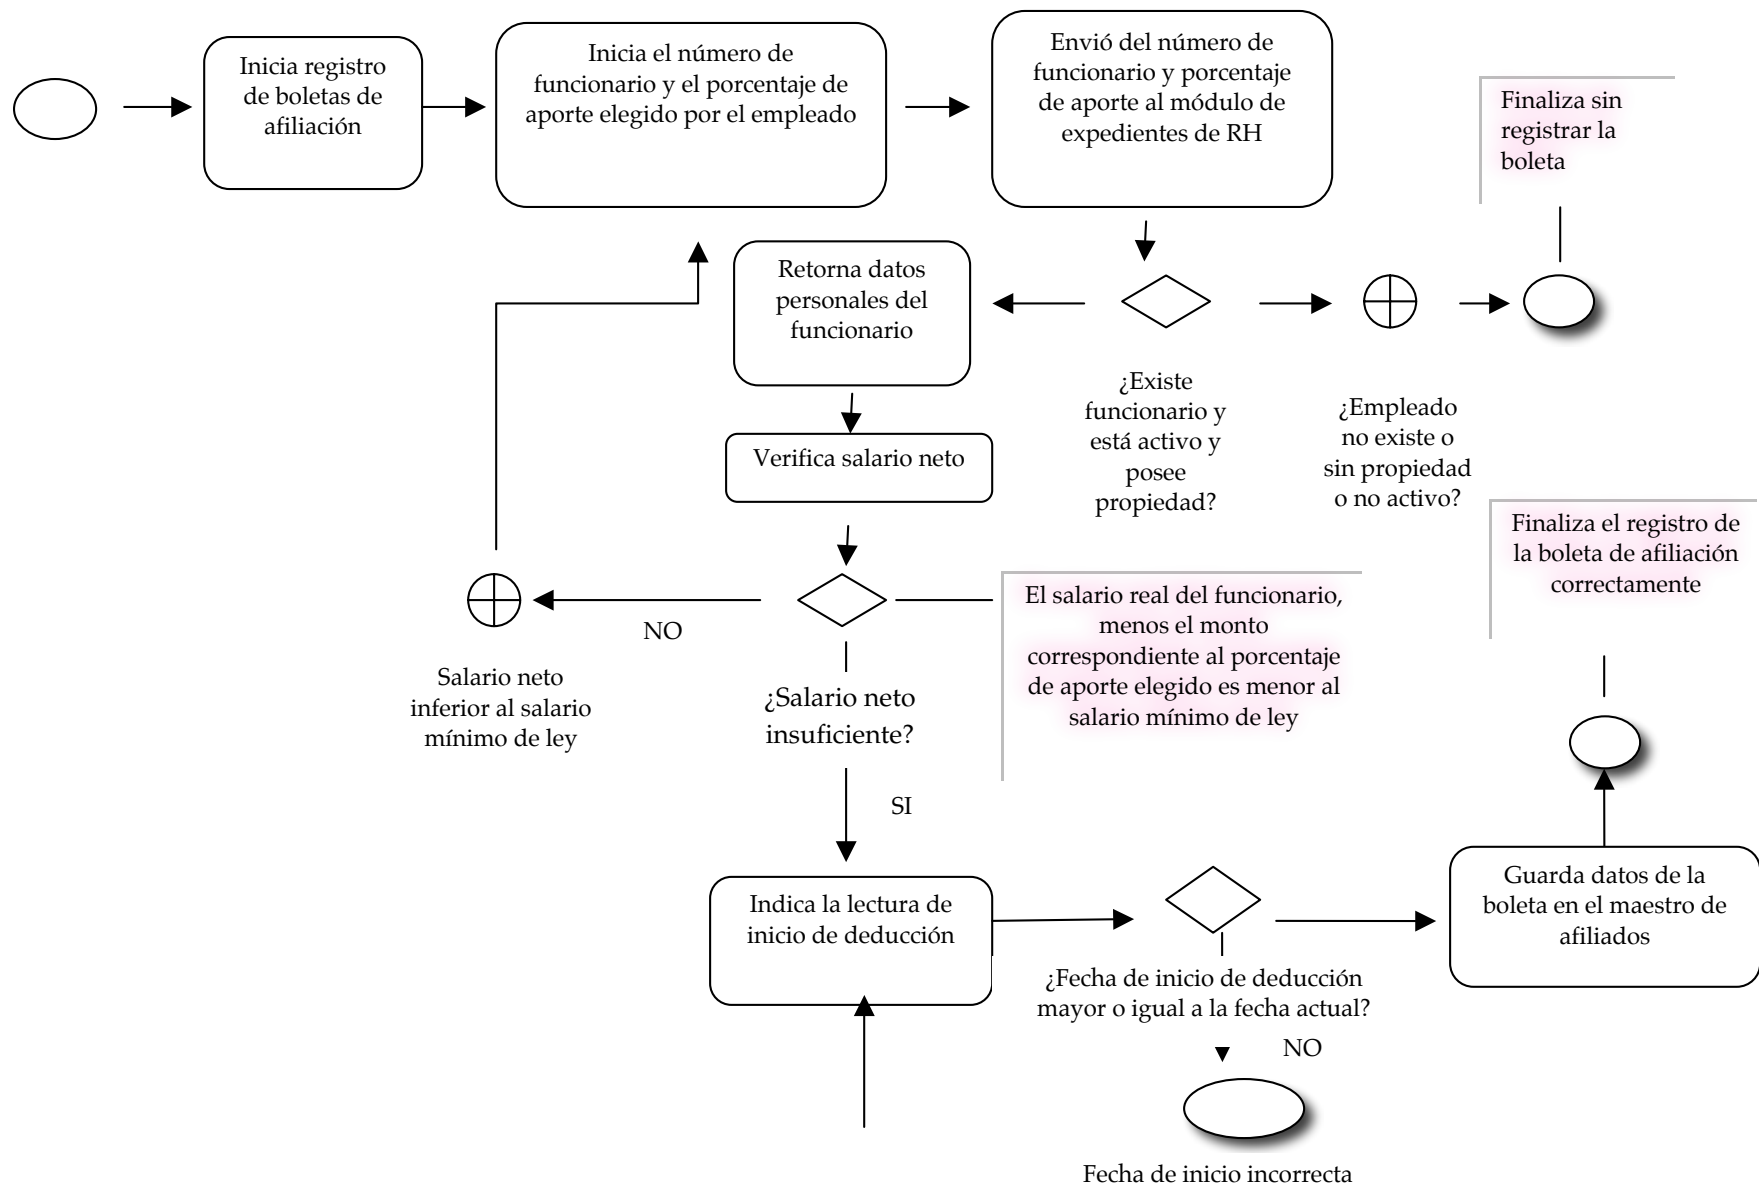 Inicia registro
de boletas de
afiliación
Inicia el número de
funcionario y el porcentaje de
aporte elegido por el empleado
Envió del número de
funcionario y porcentaje
de aporte al módulo de
expedientes de RH
Finaliza sin
registrar la
boleta
Retorna datos
personales del
funcionario
¿Existe
funcionario y
está activo y
posee
propiedad?
¿Empleado
no existe o
sin propiedad
o no activo?
Verifica salario neto
Finaliza el registro de
la boleta de afiliación
correctamente
El salario real del funcionario,
menos el monto
correspondiente al porcentaje
de aporte elegido es menor al
salario mínimo de ley
NO
Salario neto
inferior al salario
mínimo de ley
¿Salario neto
insuficiente?
SI
Indica la lectura de
inicio de deducción
Guarda datos de la
boleta en el maestro de
afiliados
¿Fecha de inicio de deducción
mayor o igual a la fecha actual?
NO
Fecha de inicio incorrecta